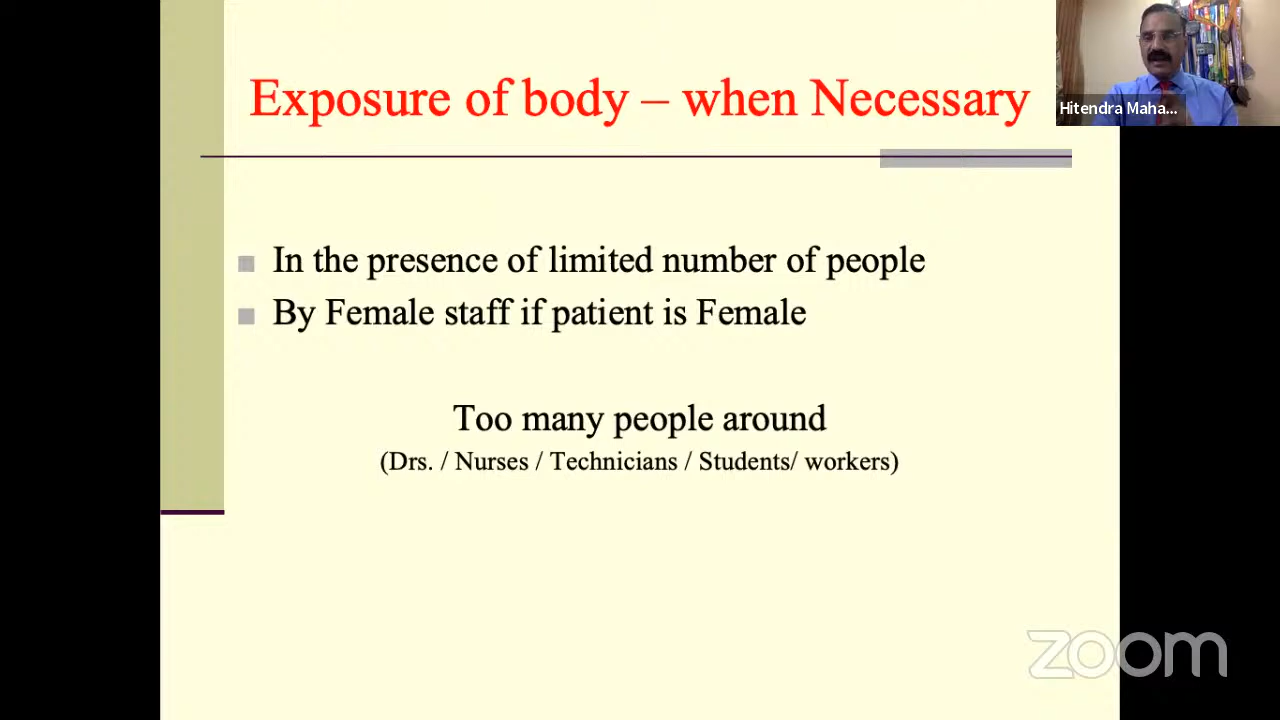 Exposure of body – when Necessary
Hitendra Maha...
In the presence of limited number of people
By Female staff if patient is Female
Too many people around
(Drs. / Nurses / Technicians / Students/ workers)
zoom